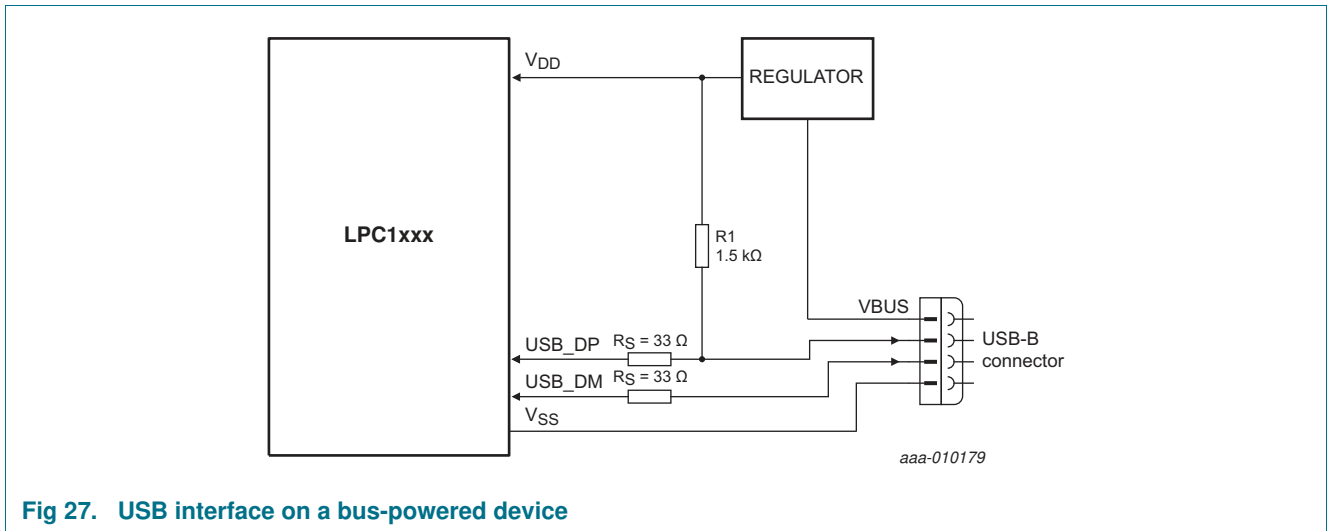 VDD
REGULATOR
LPC1xxx
R1
1.5 kΩ
VBUS
USB_DP RS = 33 Ω
USB-B
connector
USB_DM RS = 33 Ω
VSS
aaa-010179
Fig 27. USB interface on a bus-powered device